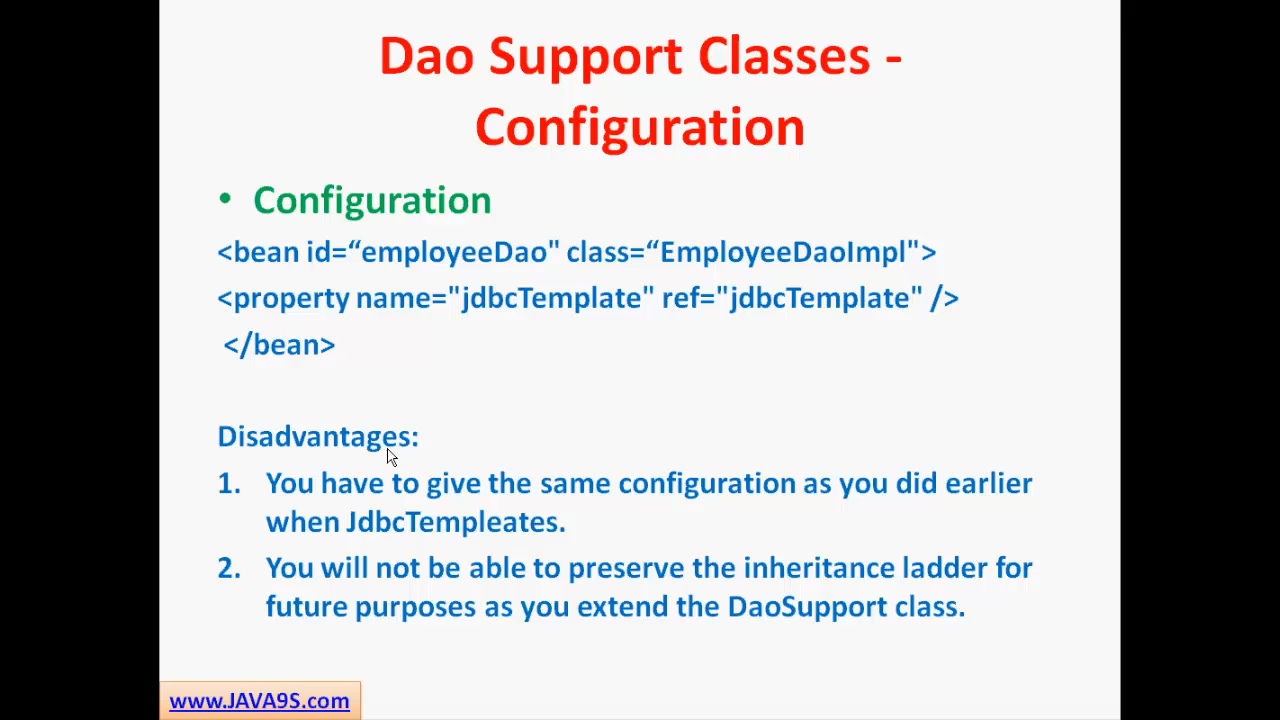 Dao Support Classes -
Configuration
• Configuration
<bean id=“employeeDao" class=“EmployeeDaoImpl">
<property name="jdbcTemplate" ref="jdbcTemplate" />
</bean>
Disadvantages:
1. You have to give the same configuration as you did earlier
when JdbcTempleates.
2. You will not be able to preserve the inheritance ladder for
future purposes as you extend the DaoSupport class.
www.JAVA9S.com